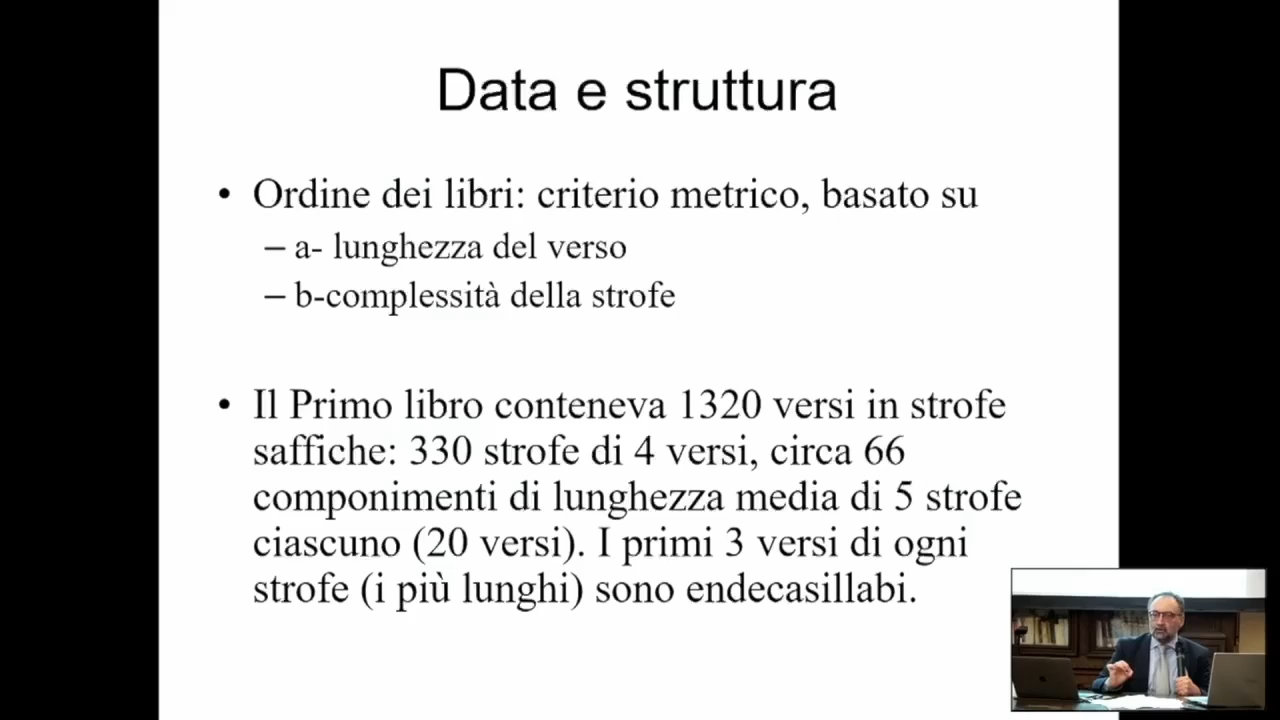 Data e struttura
• Ordine dei libri: criterio metrico, basato su
– a- lunghezza del verso
– b-complessità della strofe
• Il Primo libro conteneva 1320 versi in strofe
saffiche: 330 strofe di 4 versi, circa 66
componimenti di lunghezza media di 5 strofe
ciascuno (20 versi). I primi 3 versi di ogni
strofe (i più lunghi) sono endecasillabi.